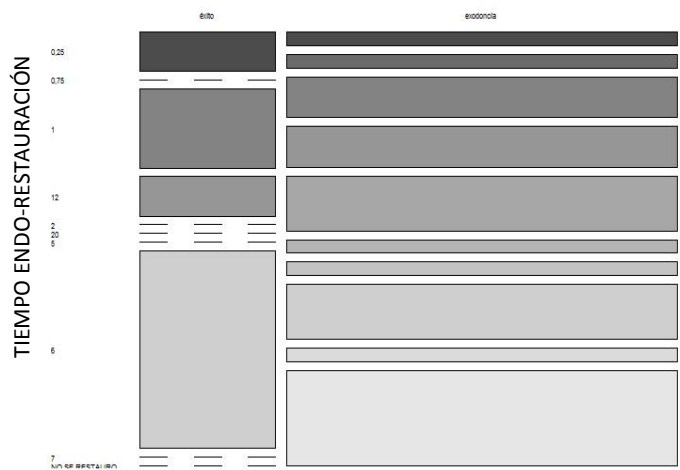 éxito
exodoncia
TIEMPO ENDO-RESTAURACIÓN
0,25
0,75
1
12
2
20
5
6
7
NO SE RESTAURO